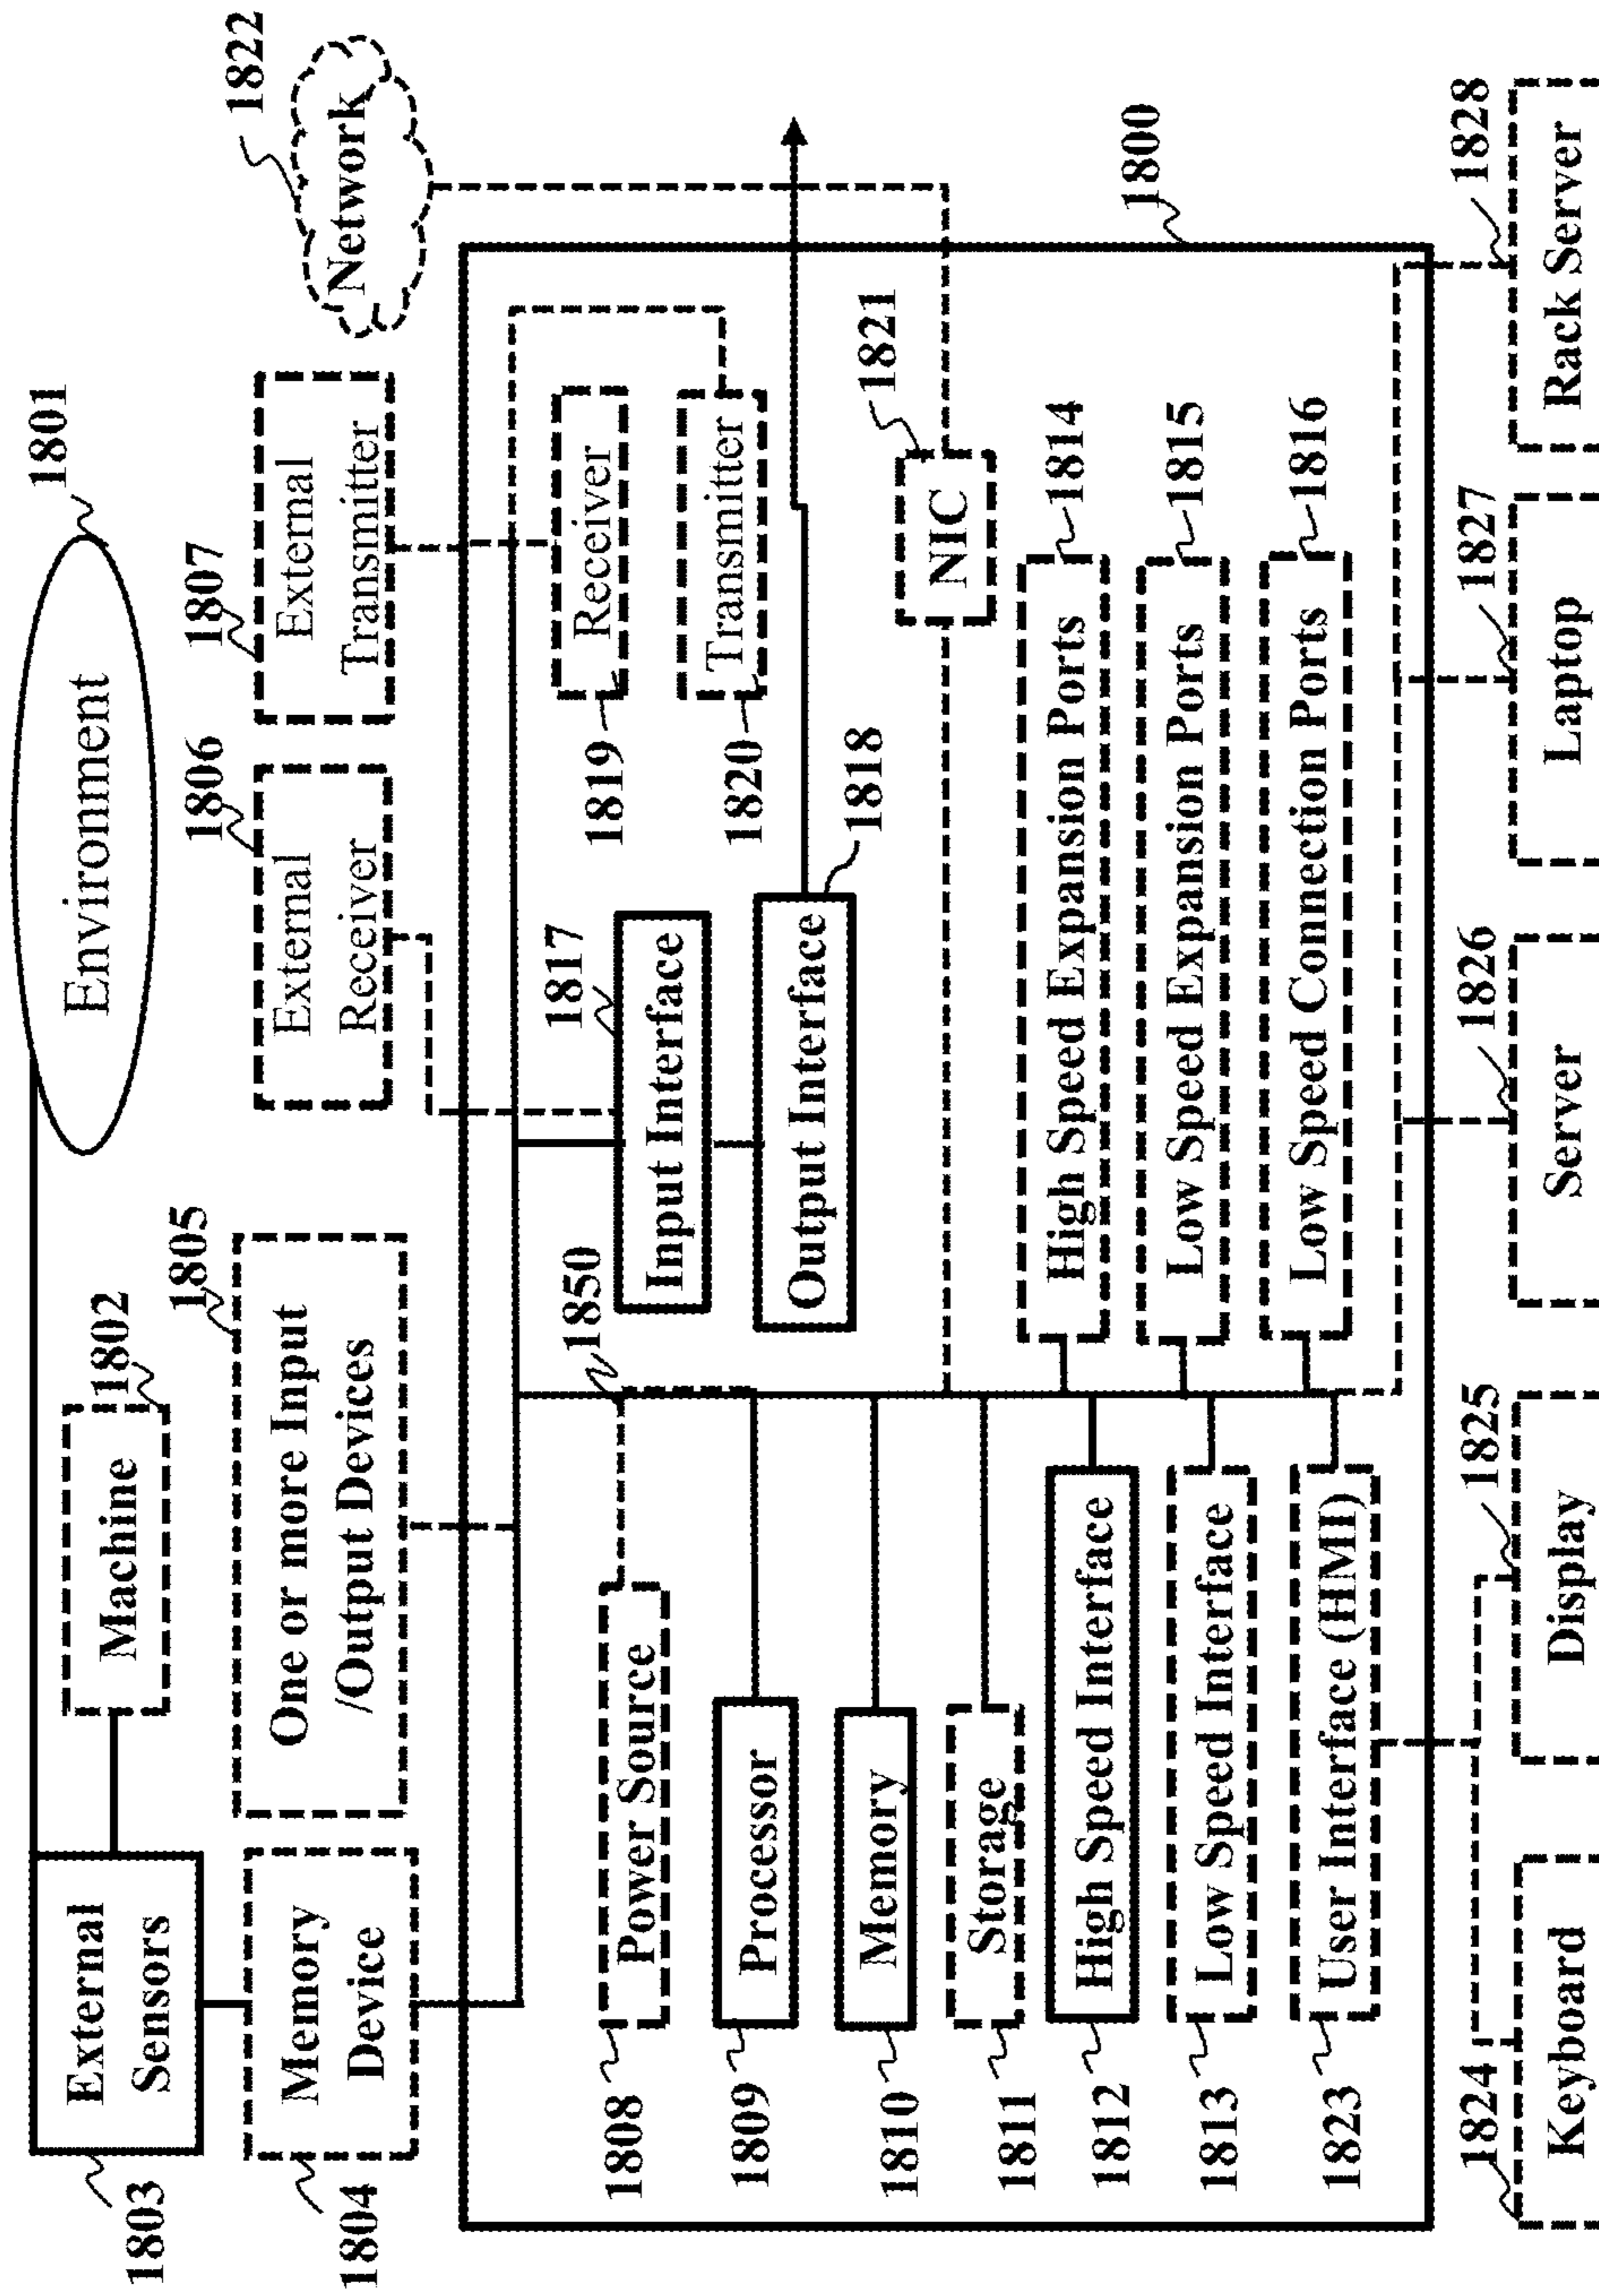 1801
Environment
1802
Machine
1803
External
Sensors
1804
Memory
Device
1805
One or more Input
/Output Devices
1806
External
Receiver
1807
External
Transmitter
1822
Network
1850
1808
Power Source
1809
Processor
1810
Memory
1811
Storage
1812
High Speed Interface
1813
Low Speed Interface
1823
User Interface (HMI)
1817
Input Interface
Output Interface
1818
1819
Receiver
1820
Transmitter
1821
NIC
High Speed Expansion Ports
1814
Low Speed Expansion Ports
1815
Low Speed Connection Ports
1816
1800
1824
Keyboard
1825
Display
1826
Server
1827
Laptop
1828
Rack Server